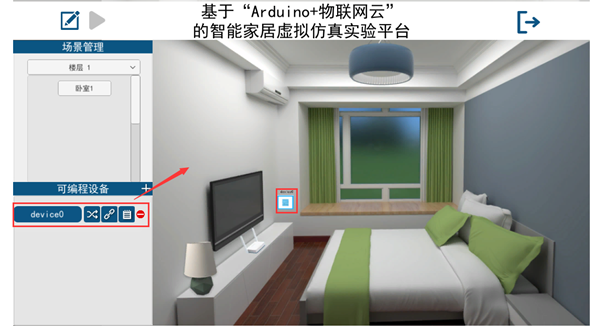 基于“Arduino+物联网云”
的智能家居虚拟仿真实验平台
场景管理
楼层 1
卧室1
可编程设备
device0
device0